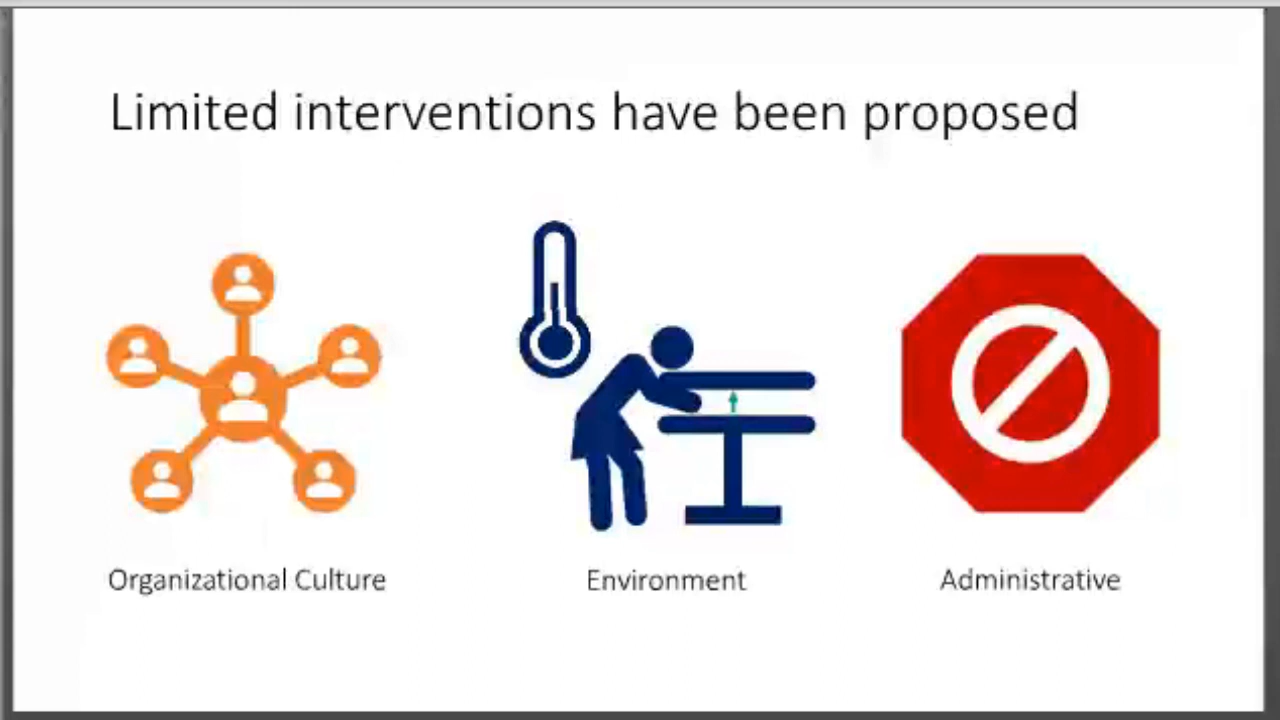 Limited interventions have been proposed
Organizational Culture
Environment
Administrative